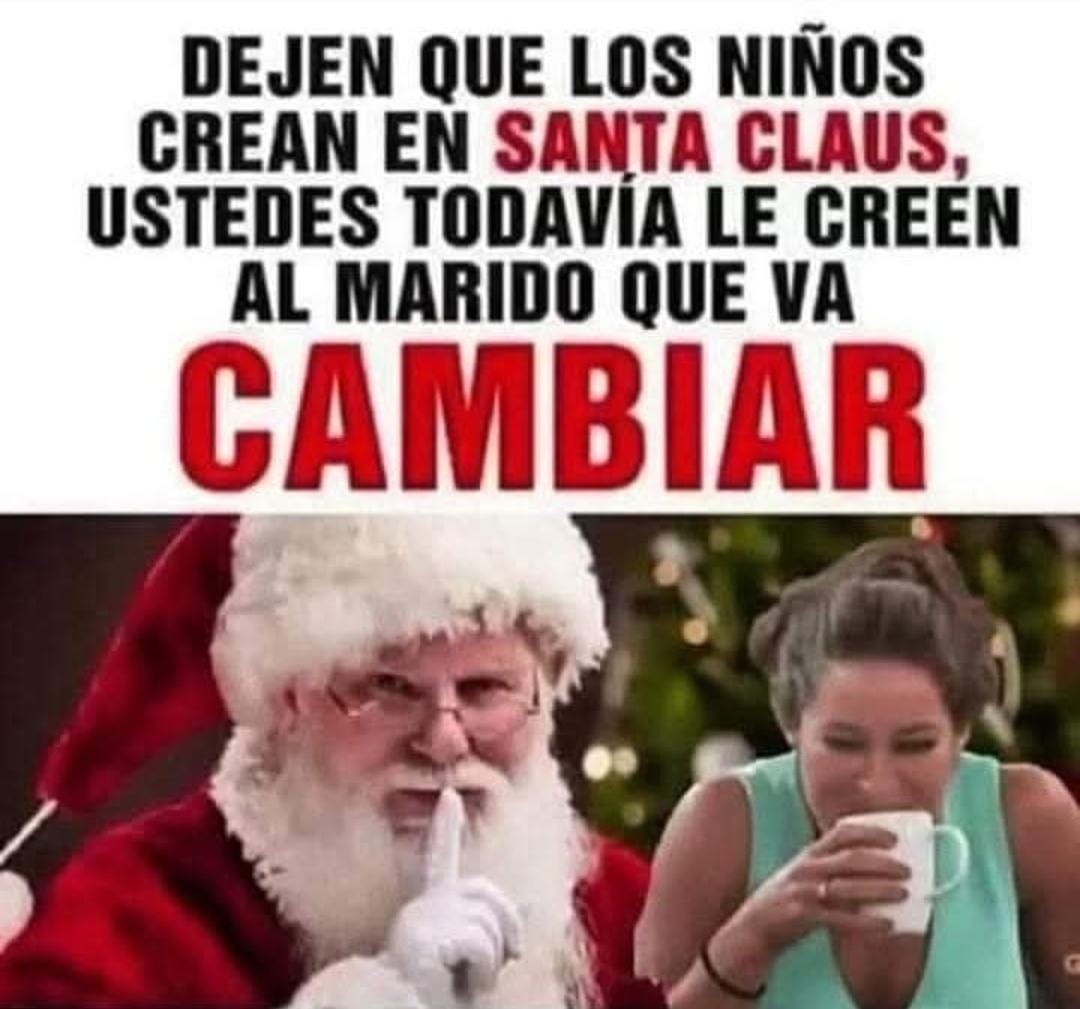 DEJEN QUE LOS NIÑOS
CREAN EN SANTA CLAUS,
USTEDES TODAVÍA LE CREEN
AL MARIDO QUE VA
CAMBIAR